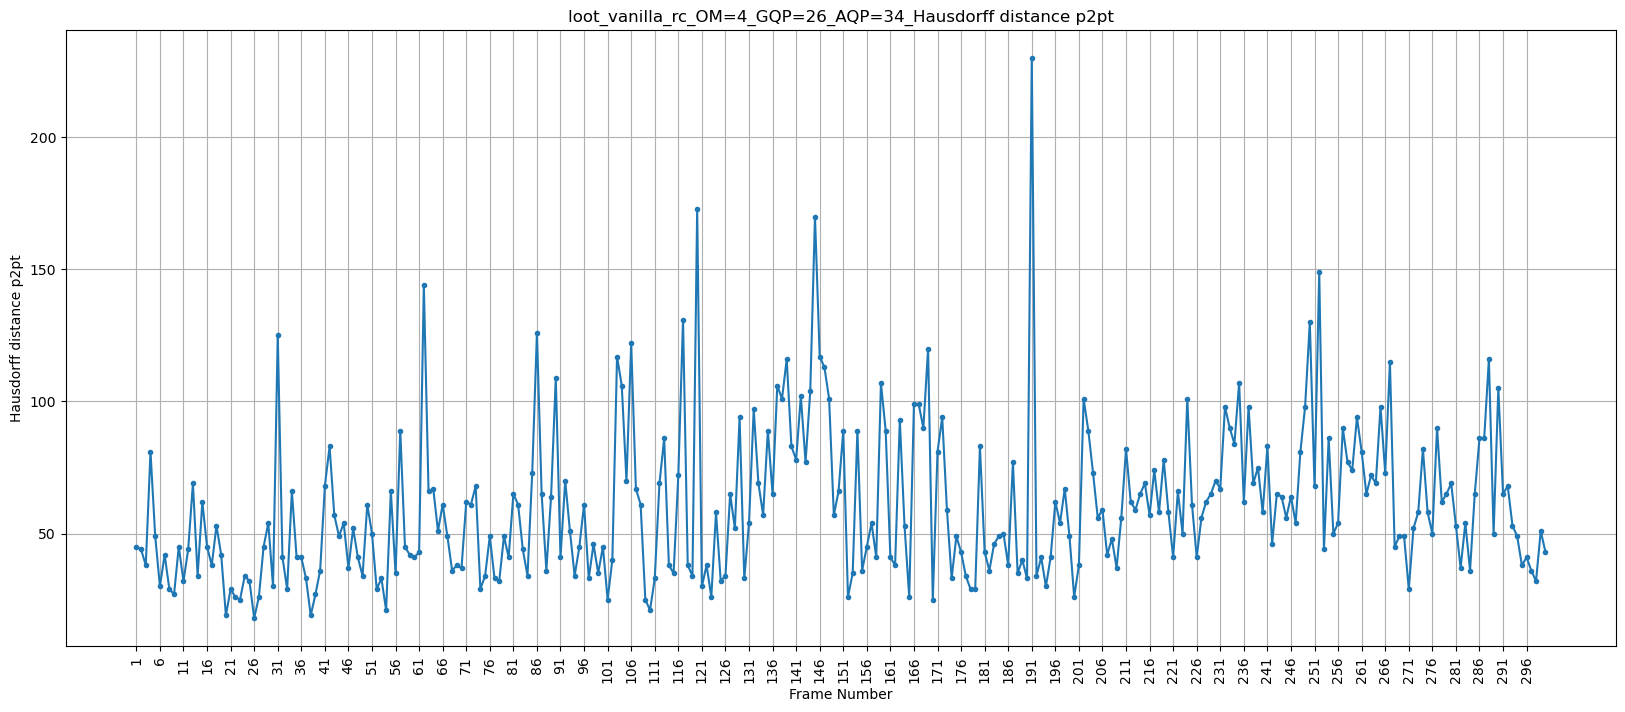 loot_vanilla_rc_OM=4_GQP=26_AQP=34_Hausdorff distance p2pt
Hausdorff distance p2pt
200
150
100
50
1 6 11 16 21 26 31 36 41 46 51 56 61 66 71 76 81 86 91 96 101 106 111 116 121 126 131 136 141 146 151 156 161 166 171 176 181 186 191 196 201 206 211 216 221 226 231 236 241 246 251 256 261 266 271 276 281 286 291 296
Frame Number